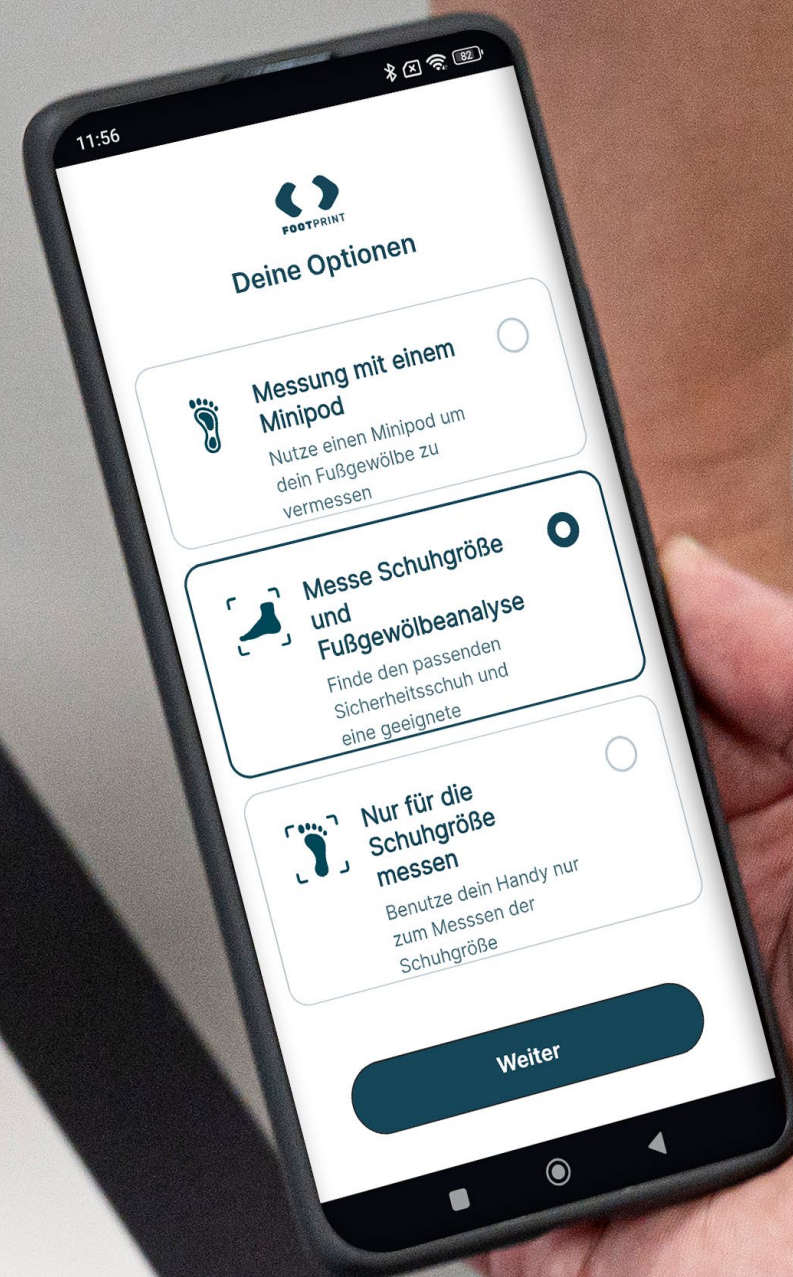 11:56
82
FOOTPRINT
Deine Optionen
Messung mit einem
Minipod
Nutze einen Minipod um
dein Fußgewölbe zu
vermessen
Messe Schuhgröße
und
Fußgewölbeanalyse
Finde den passenden
Sicherheitsschuh und
eine geeignete
Nur für die
Schuhgröße
messen
Benutze dein Handy nur
zum Messsen der
Schuhgröße
Weiter